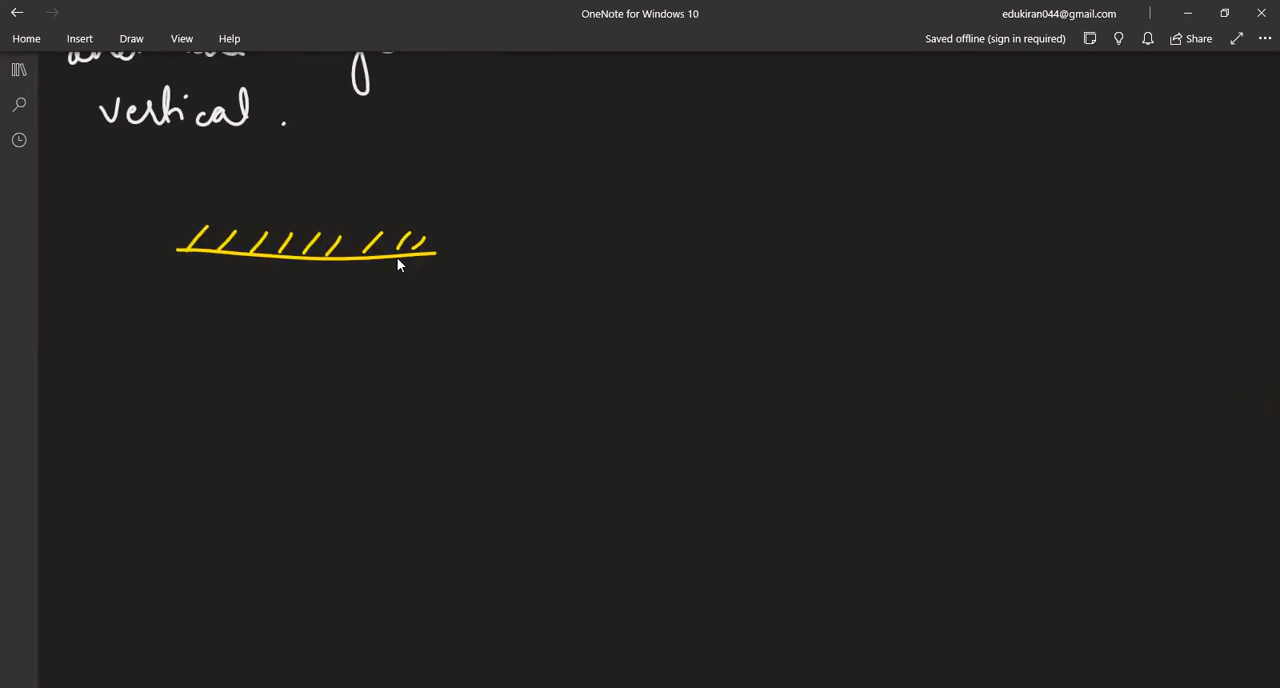 OneNote for Windows 10
edukiran044@gmail.com
Home Insert Draw View Help
Saved offline (sign in required) Share
vertical .